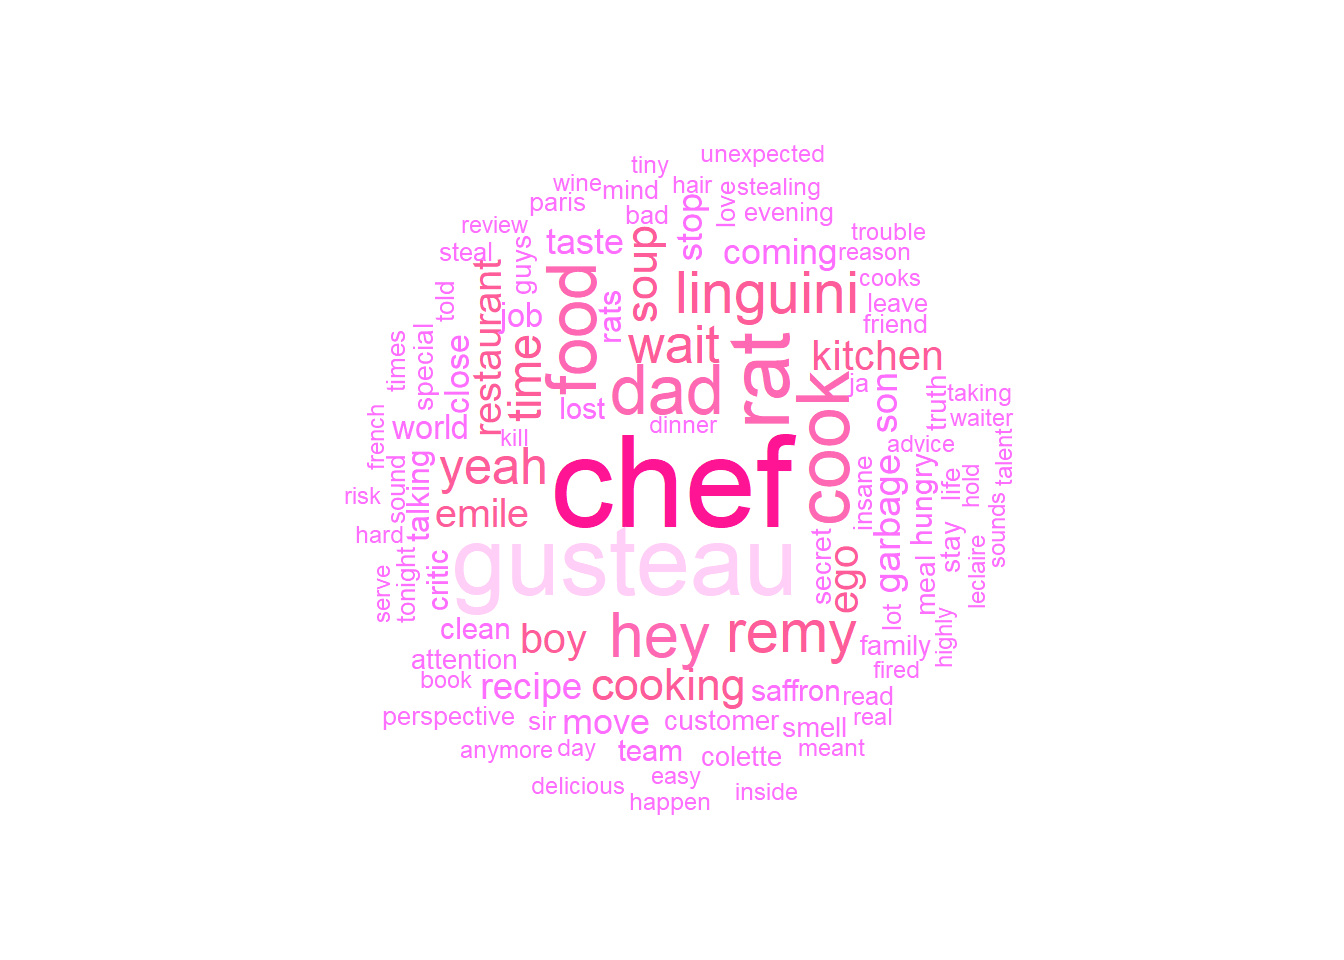 unexpected
tiny
wine
mind
hair
love
stealing
paris
bad
stop
evening
review
guys
taste
soup
coming
trouble
steal
reason
restaurant
food
linguini
cooks
told
job
rats
leave
friend
times
special
close
time
wait
rat
kitchen
lost
dad
cook
ja
son
truth
taking
french
world
dinner
waiter
kill
chef
advice
talent
yeah
risk
sound
talking
emile
insane
garbage
hungry
life
hold
hard
gusteau
sounds
serve
tonight
critic
secret
ego
meal
stay
leclaire
clean
boy
hey
remy
lot
highly
attention
family
book
recipe
cooking
saffron
read
fired
perspective
sir
move
customer
smell
real
anymore
day
team
colette
meant
delicious
easy
happen
inside